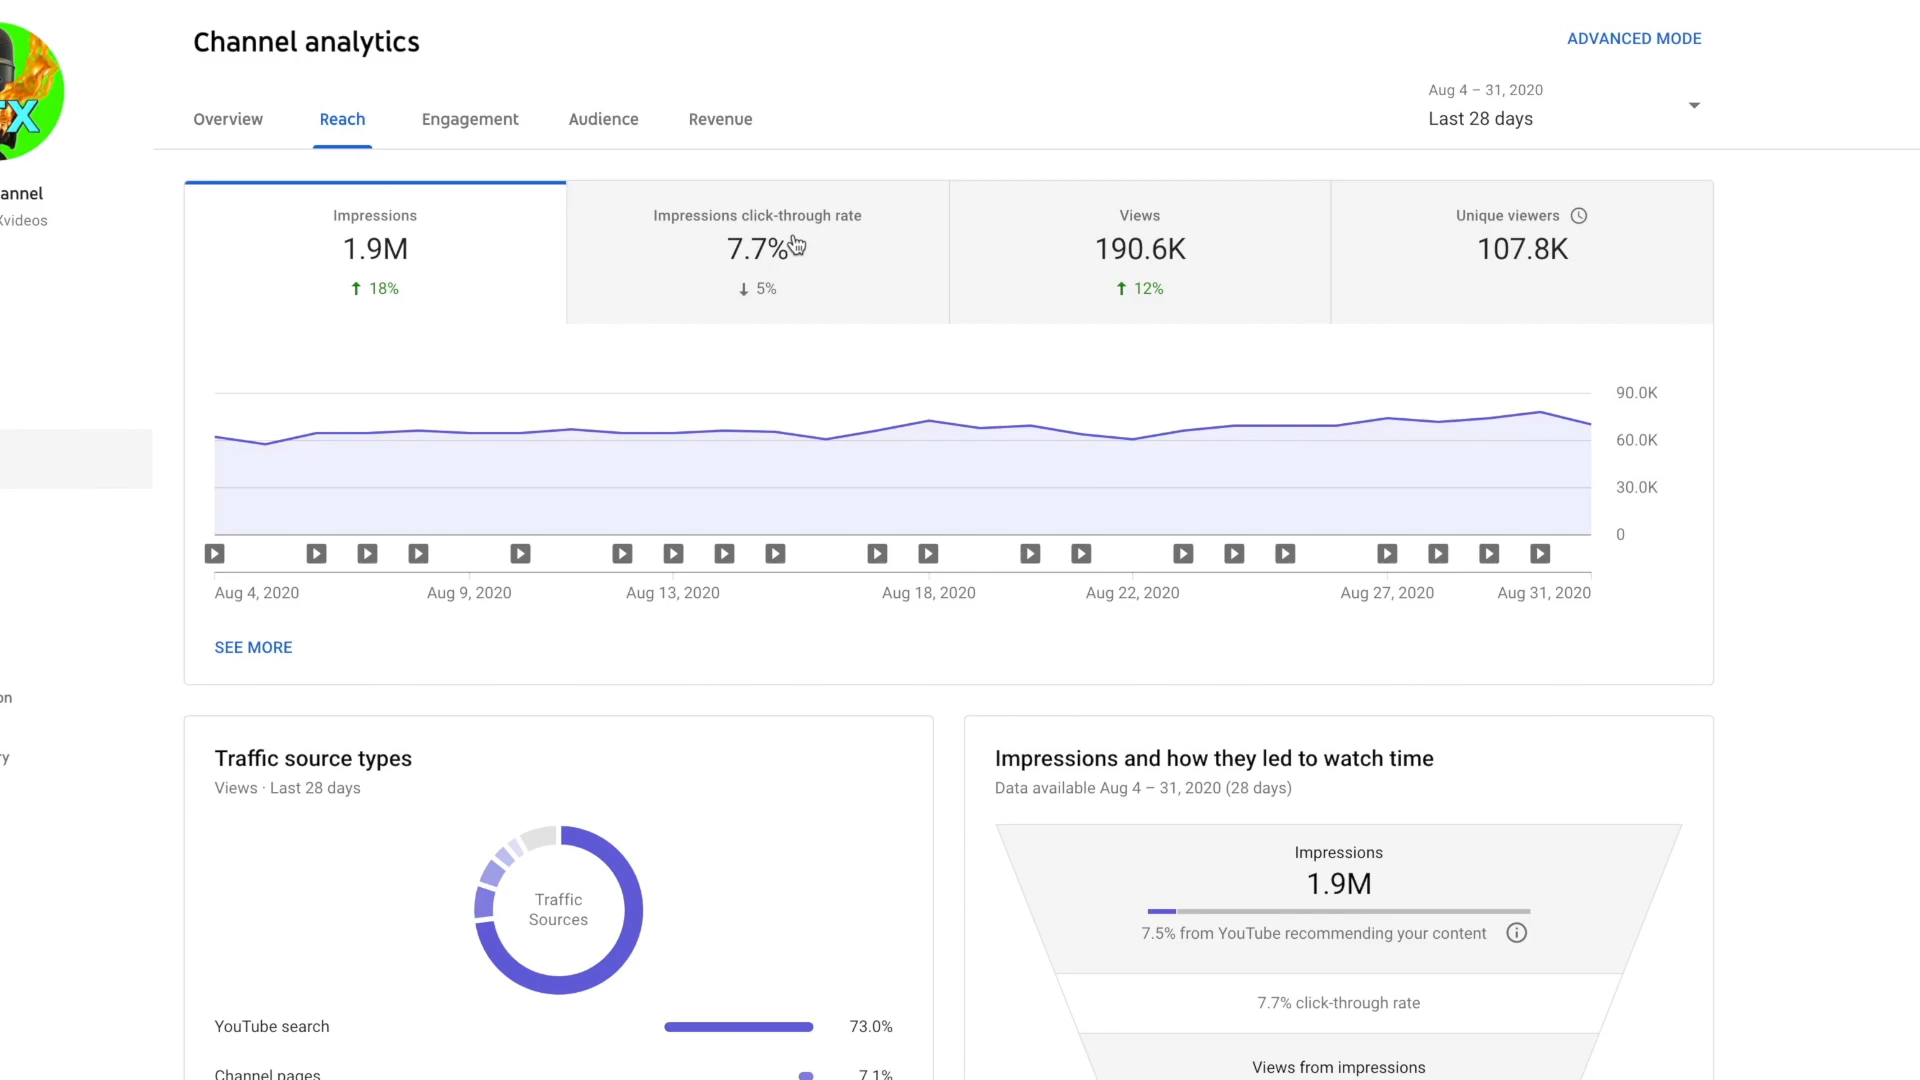 Channel analytics
ADVANCED MODE
Aug 4 – 31, 2020
Last 28 days
Overview
Reach
Engagement
Audience
Revenue
X
annel
Xvideos
on
ry
Impressions
1.9M
↑ 18%
Impressions click-through rate
7.7%
↓ 5%
Views
190.6K
↑ 12%
Unique viewers
107.8K
90.0K
60.0K
30.0K
0
Aug 4, 2020
Aug 9, 2020
Aug 13, 2020
Aug 18, 2020
Aug 22, 2020
Aug 27, 2020
Aug 31, 2020
SEE MORE
Traffic source types
Views · Last 28 days
Traffic
Sources
YouTube search
73.0%
Channel pages
7.1%
Impressions and how they led to watch time
Data available Aug 4 – 31, 2020 (28 days)
Impressions
1.9M
7.5% from YouTube recommending your content
7.7% click-through rate
Views from impressions